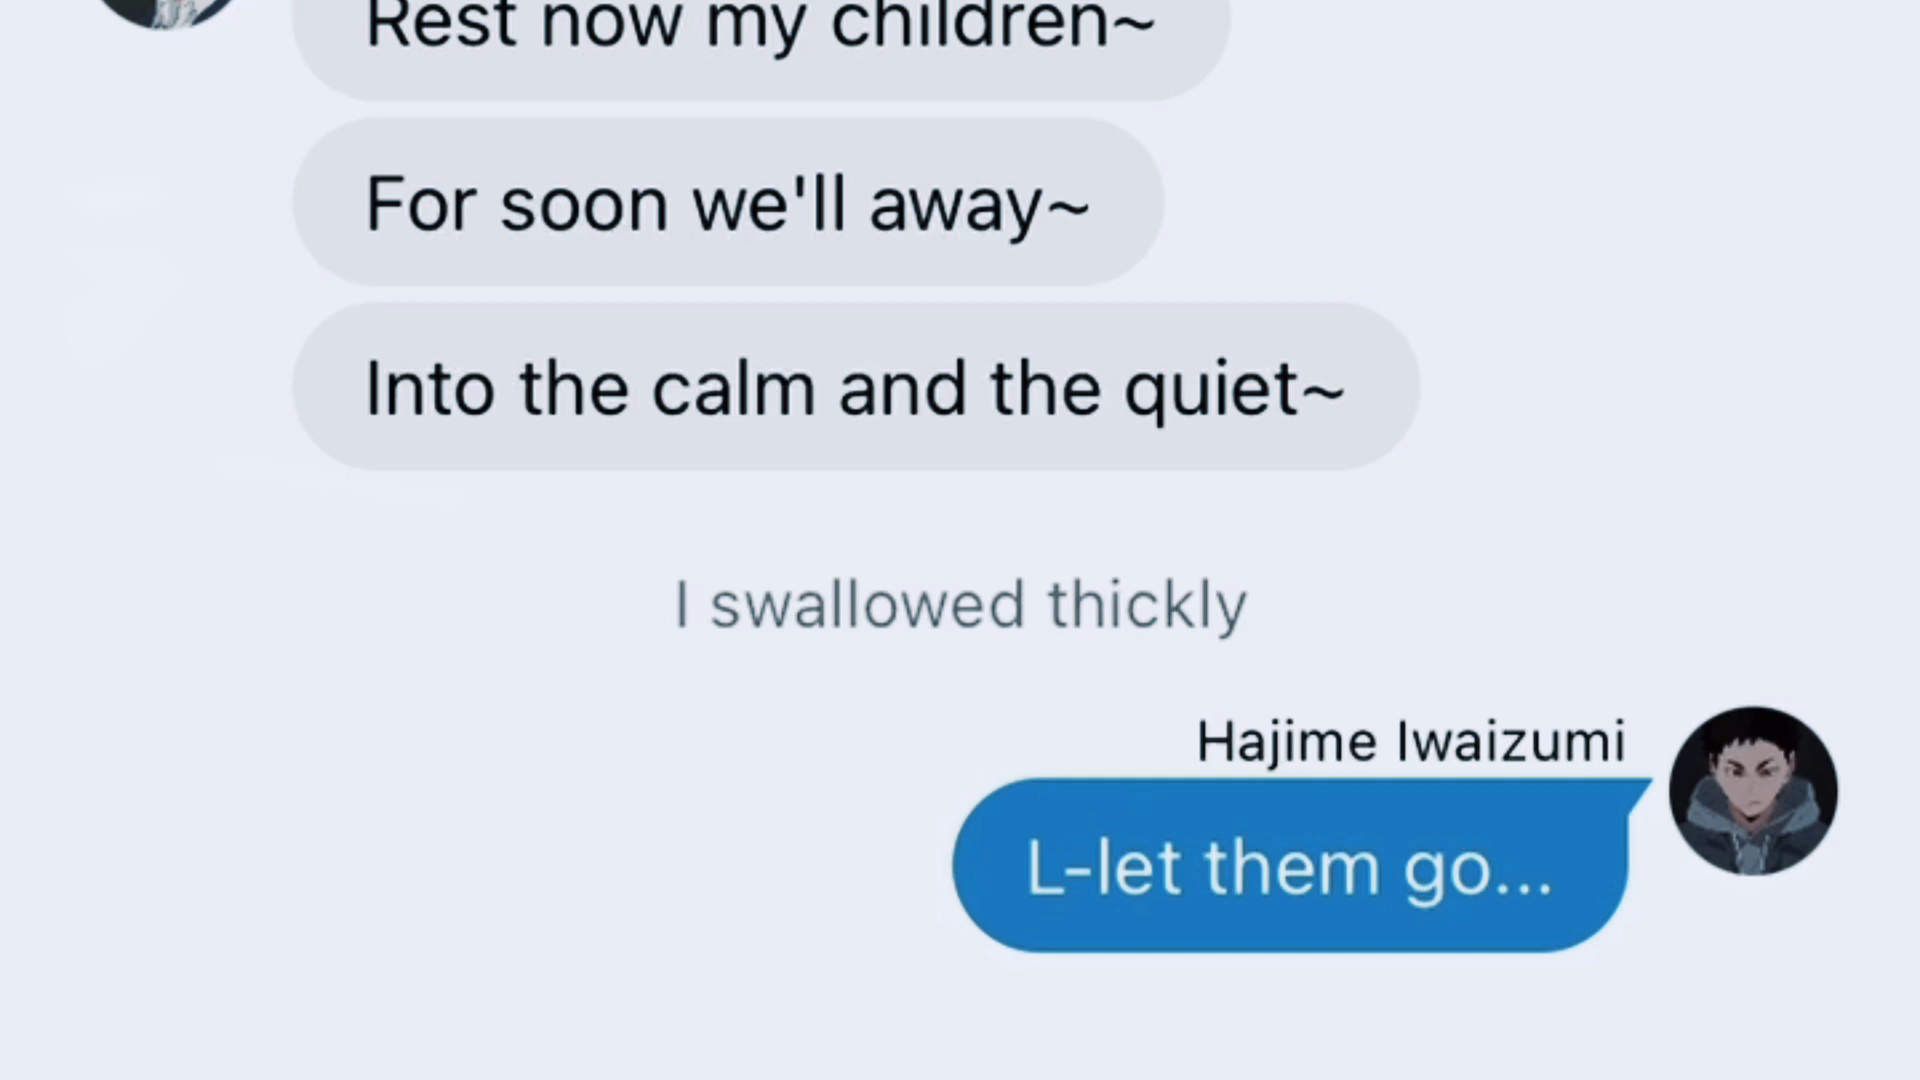 Rest now my children~
For soon we'll away~
Into the calm and the quiet~
I swallowed thickly
Hajime Iwaizumi
L-let them go...